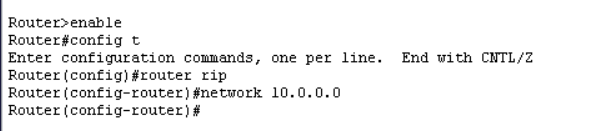 Router>enable
Router#config t
Enter configuration commands, one per line.  End with CNTL/Z
Router(config)#router rip
Router(config-router)#network 10.0.0.0
Router(config-router)#